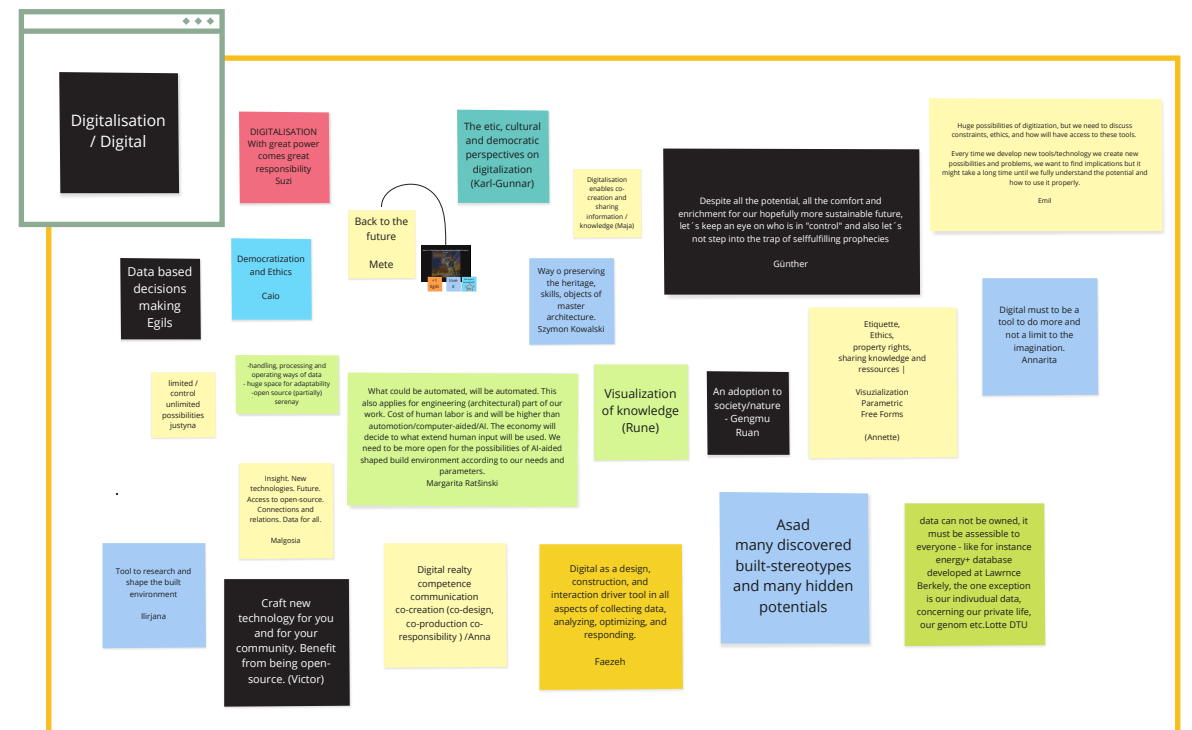 Digitalisation
/ Digital
DIGITALISATION
With great power
comes great
responsibility
Suzi
The etic, cultural
and democratic
perspectives on
digitalization
(Karl-Gunnar)
Digitalisation
enables co-
creation and
sharing
information /
knowledge (Maja)
Despite all the potential, all the comfort and
enrichment for our hopefully more sustainable future,
let´s keep an eye on who is in "control" and also let´s
not step into the trap of selffulfilling prophecies
Günther
Huge possibilities of digitization, but we need to discuss
constraints, ethics, and how will have access to these tools.
Every time we develop new tools/technology we create new
possibilities and problems, we want to find implications but it
might take a long time until we fully understand the potential and
how to use it properly.
Emil
Back to the
future
Mete
Data based
decisions
making
Egils
Democratization
and Ethics
Caio
Way o preserving
the heritage,
skills, objects of
master
architecture.
Szymon Kowalski
Digital must to be a
tool to do more and
not a limit to the
imagination.
Annarita
Etiquette,
Ethics,
property rights,
sharing knowledge and
ressources |
Visuzialization
Parametric
Free Forms
(Annette)
limited /
control
unlimited
possibilities
justyna
-handling, processing and
operating ways of data
- huge space for adaptability
-open source (partially)
serenay
What could be automated, will be automated. This
also applies for engineering (architectural) part of our
work. Cost of human labor is and will be higher than
automotion/computer-aided/AI. The economy will
decide to what extend human input will be used. We
need to be more open for the possibilities of AI-aided
shaped build environment according to our needs and
parameters.
Margarita Ratšinski
Visualization
of knowledge
(Rune)
An adoption to
society/nature
- Gengmu
Ruan
Insight. New
technologies. Future.
Access to open-source.
Connections and
relations. Data for all.
Malgosia
Asad
many discovered
built-stereotypes
and many hidden
potentials
data can not be owned, it
must be assessible to
everyone - like for instance
energy+ database
developed at Lawrnce
Berkely, the one exception
is our indivudual data,
concerning our private life,
our genom etc.Lotte DTU
Tool to research and
shape the built
environment
Ilirjana
Craft new
technology for you
and for your
community. Benefit
from being open-
source. (Victor)
Digital realty
competence
communication
co-creation (co-design,
co-production co-
responsibility ) /Anna
Digital as a design,
construction, and
interaction driver tool in all
aspects of collecting data,
analyzing, optimizing, and
responding.
Faezeh